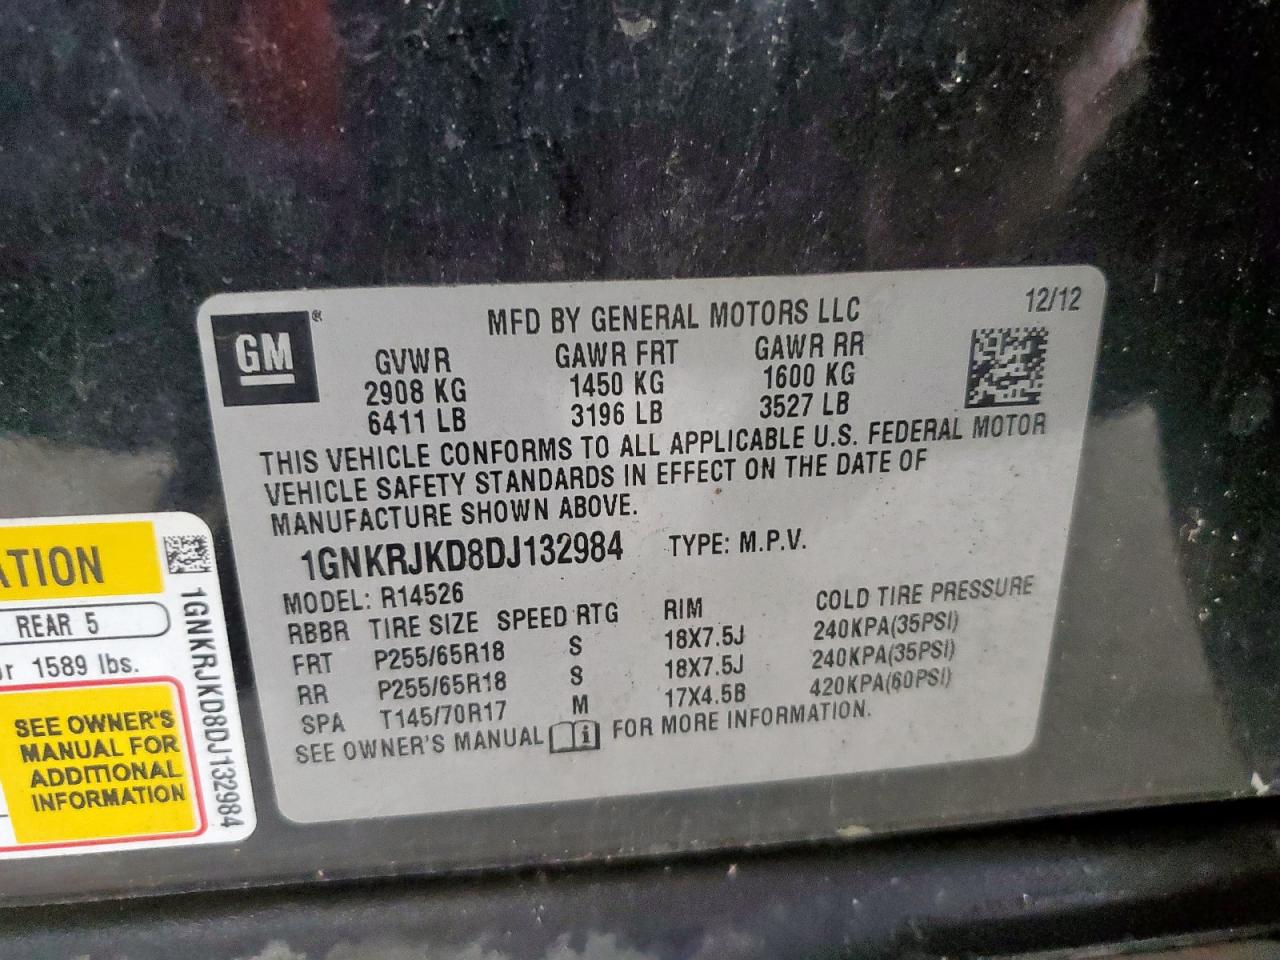 MFD BY GENERAL MOTORS LLC
12/12
GM
®
GVWR GAWR FRT GAWR RR
2908 KG 1450 KG 1600 KG
6411 LB 3196 LB 3527 LB
THIS VEHICLE CONFORMS TO ALL APPLICABLE U.S. FEDERAL MOTOR
VEHICLE SAFETY STANDARDS IN EFFECT ON THE DATE OF
MANUFACTURE SHOWN ABOVE.
1GNKRJKD8DJ132984 TYPE: M.P.V.
MODEL: R14526
RBBR TIRE SIZE SPEED RTG RIM COLD TIRE PRESSURE
FRT P255/65R18 S 18X7.5J 240KPA(35PSI)
RR P255/65R18 S 18X7.5J 240KPA(35PSI)
SPA T145/70R17 M 17X4.5B 420KPA(60PSI)
SEE OWNER'S MANUAL FOR MORE INFORMATION.
ATION
REAR 5
or 1589 lbs.
SEE OWNER'S
MANUAL FOR
ADDITIONAL
INFORMATION
1GNKRJKD8DJ132984